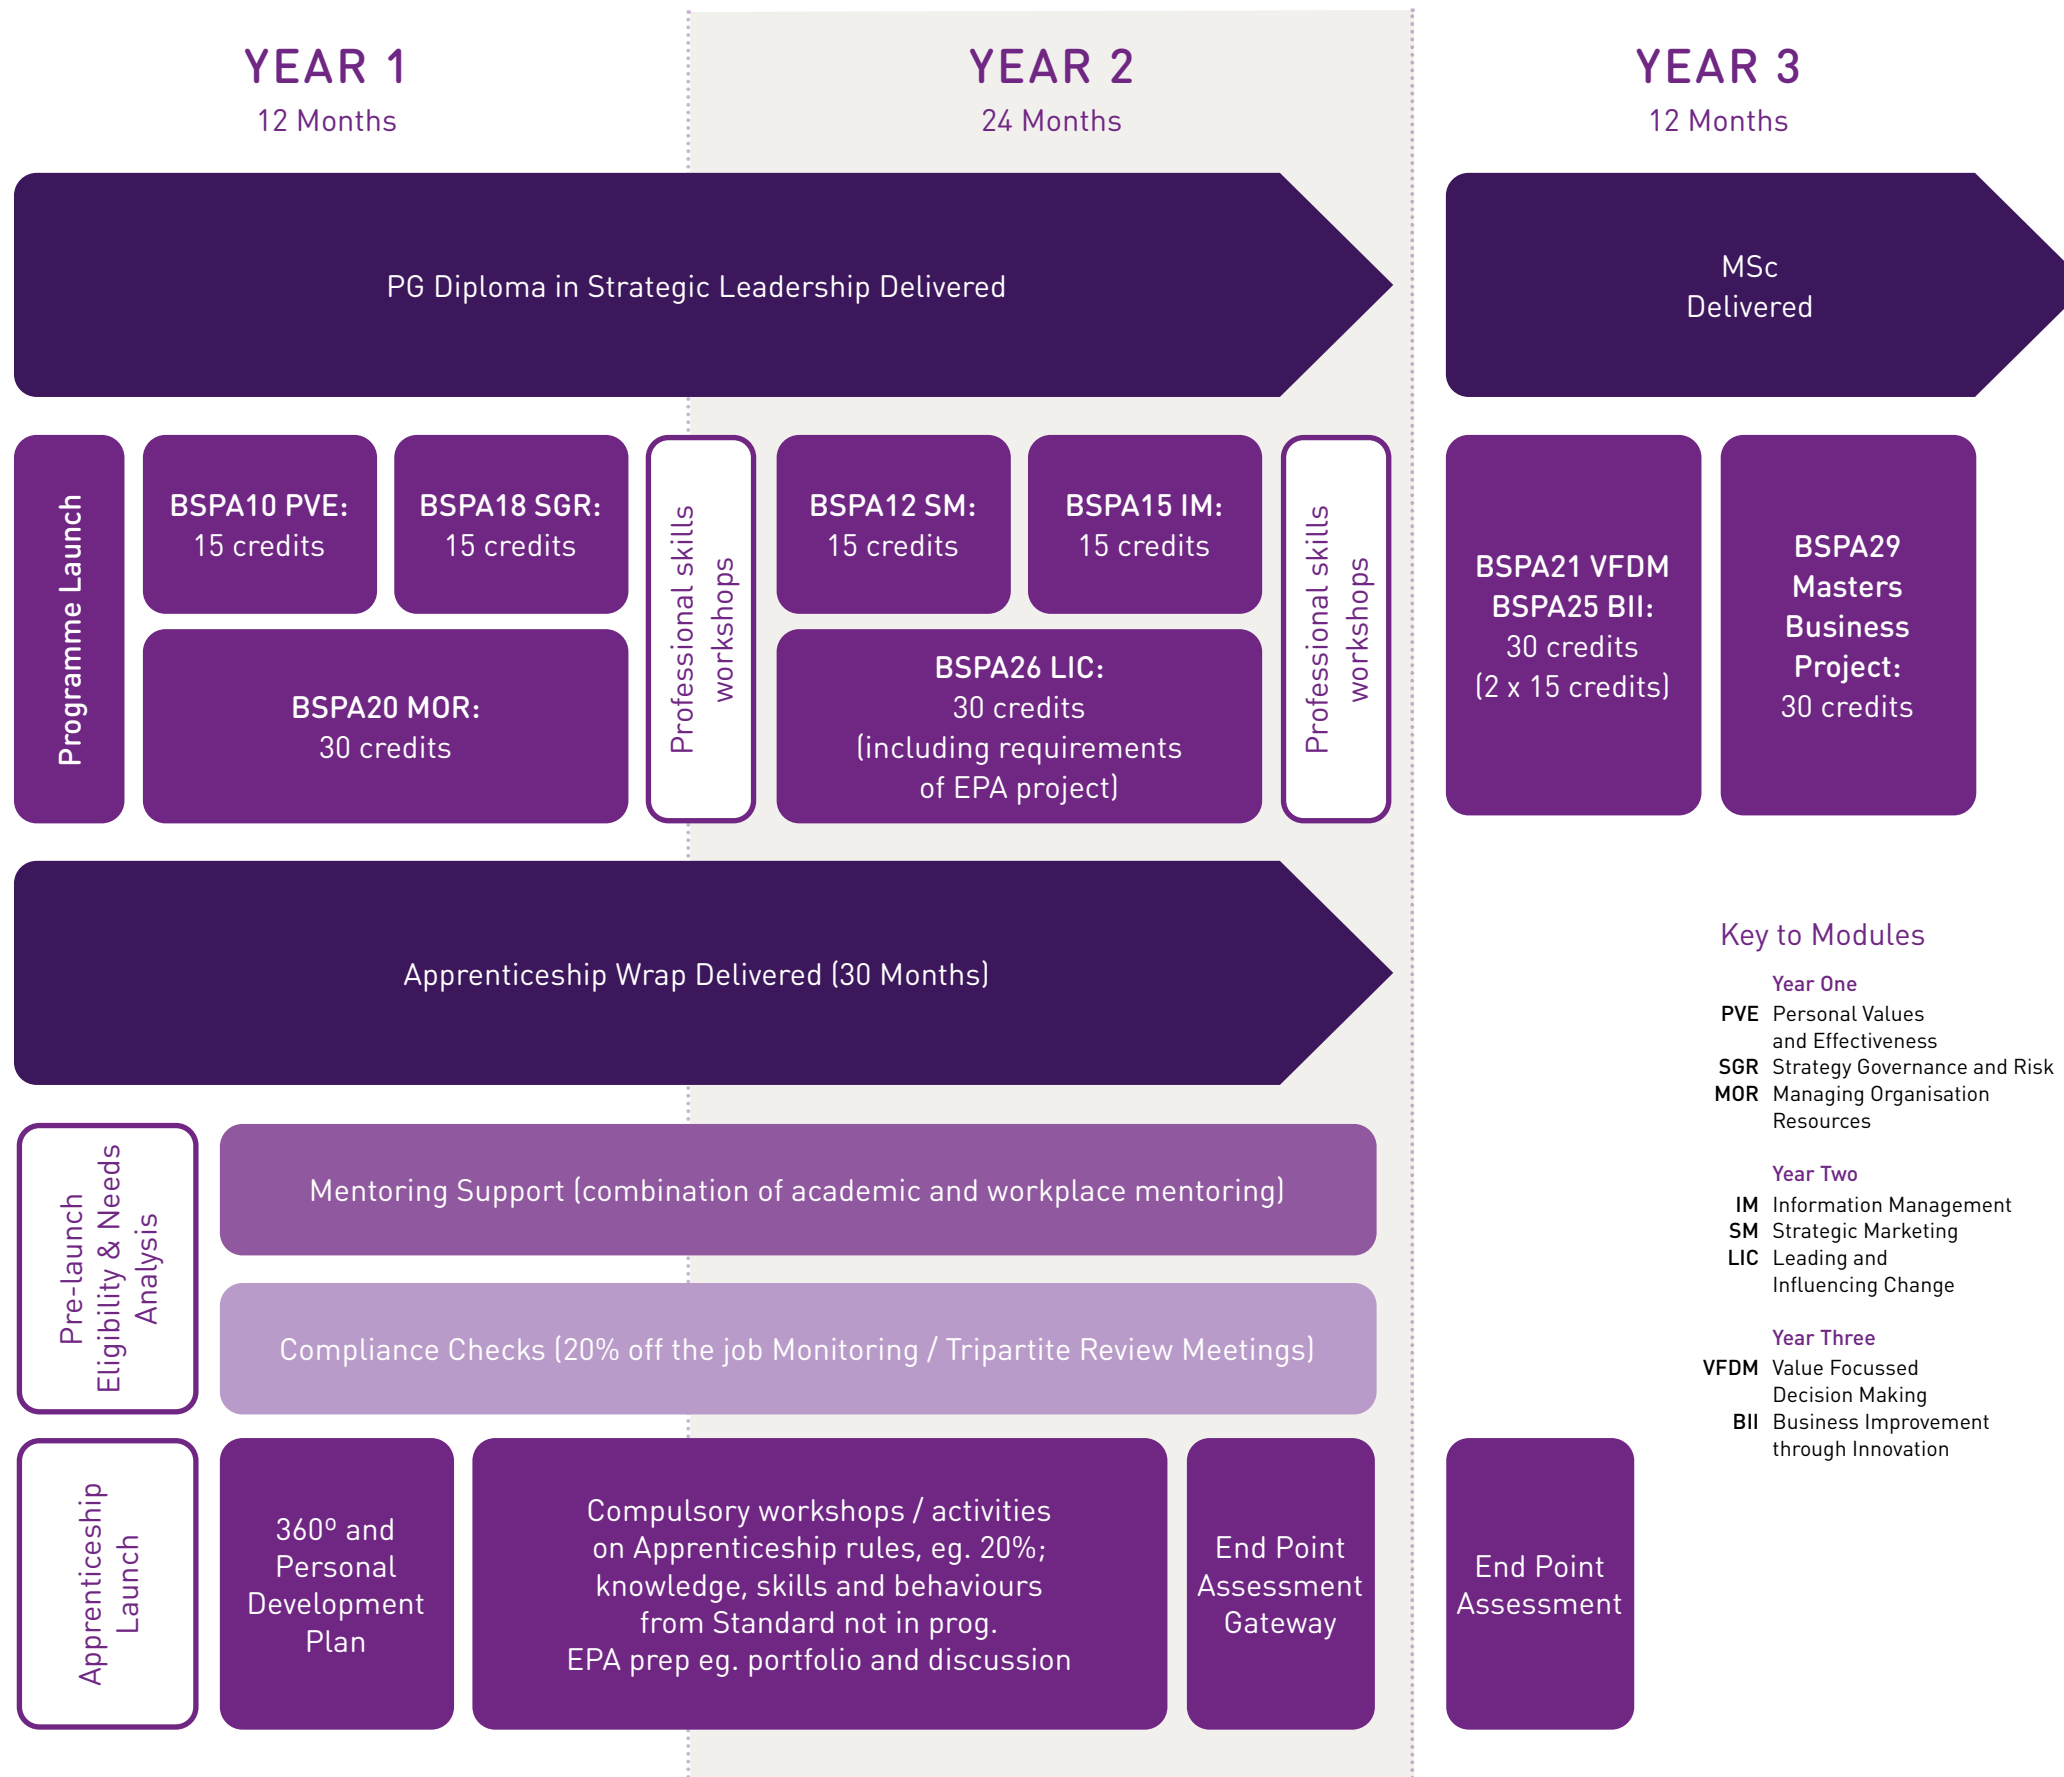 YEAR 1
12 Months
YEAR 2
24 Months
YEAR 3
12 Months
PG Diploma in Strategic Leadership Delivered
MSc
Delivered
Programme Launch
BSPA10 PVE:
15 credits
BSPA18 SGR:
15 credits
BSPA20 MOR:
30 credits
Professional skills
workshops
BSPA12 SM:
15 credits
BSPA15 IM:
15 credits
BSPA26 LIC:
30 credits
(including requirements
of EPA project)
Professional skills
workshops
BSPA21 VFDM
BSPA25 BII:
30 credits
(2 x 15 credits)
BSPA29
Masters
Business
Project:
30 credits
Apprenticeship Wrap Delivered (30 Months)
Pre-launch
Eligibility & Needs
Analysis
Mentoring Support (combination of academic and workplace mentoring)
Compliance Checks (20% off the job Monitoring / Tripartite Review Meetings)
Apprenticeship
Launch
360º and
Personal
Development
Plan
Compulsory workshops / activities
on Apprenticeship rules, eg. 20%;
knowledge, skills and behaviours
from Standard not in prog.
EPA prep eg. portfolio and discussion
End Point
Assessment
Gateway
End Point
Assessment
Key to Modules
Year One
PVE Personal Values
and Effectiveness
SGR Strategy Governance and Risk
MOR Managing Organisation
Resources
Year Two
IM Information Management
SM Strategic Marketing
LIC Leading and
Influencing Change
Year Three
VFDM Value Focussed
Decision Making
BII Business Improvement
through Innovation